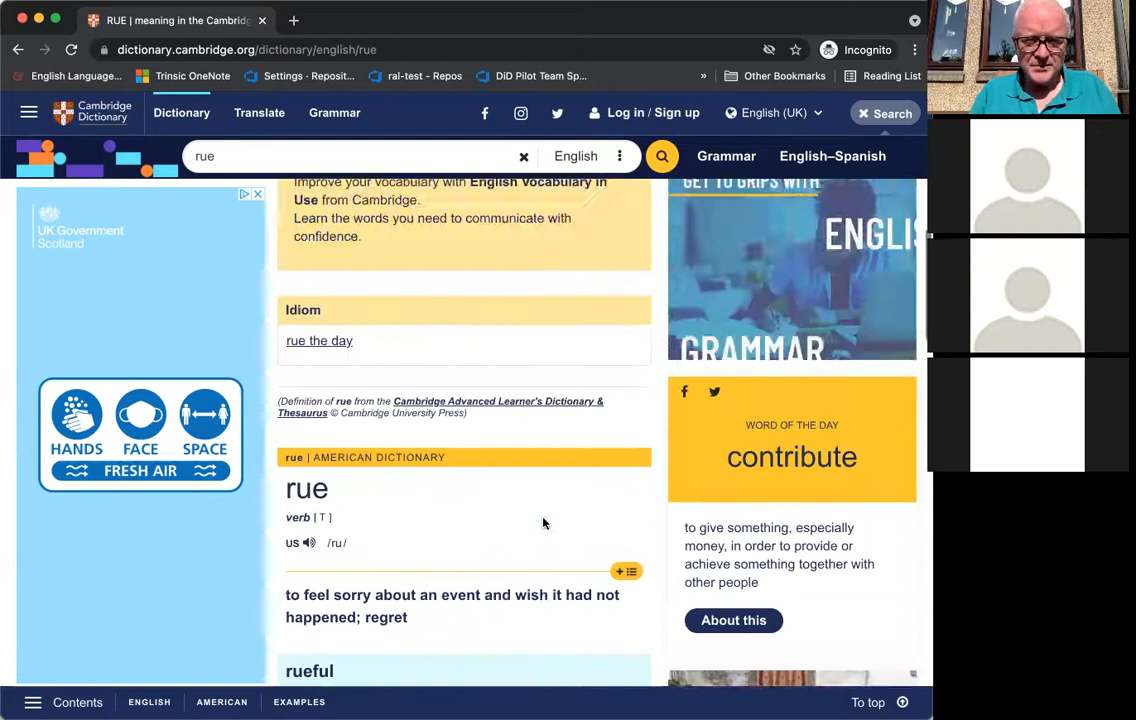 RUE | meaning in the Cambridg
dictionary.cambridge.org/dictionary/english/rue
Incognito
English Language...
Trinsic OneNote
Settings · Reposit...
ral-test - Repos
DiD Pilot Team Sp...
»
Other Bookmarks
Reading List
Cambridge
Dictionary
Dictionary
Translate
Grammar
Log in / Sign up
English (UK)
Search
rue
English
Grammar
English–Spanish
UK Government
Scotland
HANDS FACE SPACE
FRESH AIR
Improve your vocabulary with English Vocabulary in
Use from Cambridge.
Learn the words you need to communicate with
confidence.
Idiom
rue the day
(Definition of rue from the Cambridge Advanced Learner's Dictionary &
Thesaurus © Cambridge University Press)
rue | AMERICAN DICTIONARY
rue
verb [ T ]
US /ru/
to feel sorry about an event and wish it had not
happened; regret
rueful
GET TO GRIPS WITH
ENGLIS
GRAMMAR
WORD OF THE DAY
contribute
to give something, especially
money, in order to provide or
achieve something together with
other people
About this
Contents
ENGLISH
AMERICAN
EXAMPLES
To top